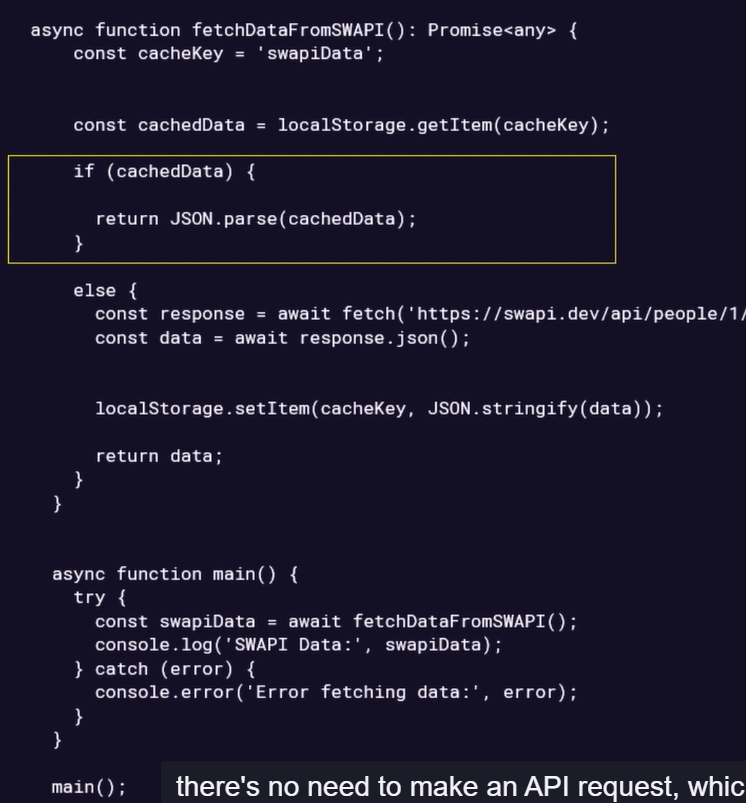 async function fetchDataFromSWAPI(): Promise<any> {
const cacheKey = 'swapiData';
const cachedData = localStorage.getItem(cacheKey);
if (cachedData) {
return JSON.parse(cachedData);
}
else {
const response = await fetch('https://swapi.dev/api/people/1/
const data = await response.json();
localStorage.setItem(cacheKey, JSON.stringify(data));
return data;
}
}
async function main() {
try {
const swapiData = await fetchDataFromSWAPI();
console.log('SWAPI Data:', swapiData);
} catch (error) {
console.error('Error fetching data:', error);
}
}
main();
there's no need to make an API request, whic